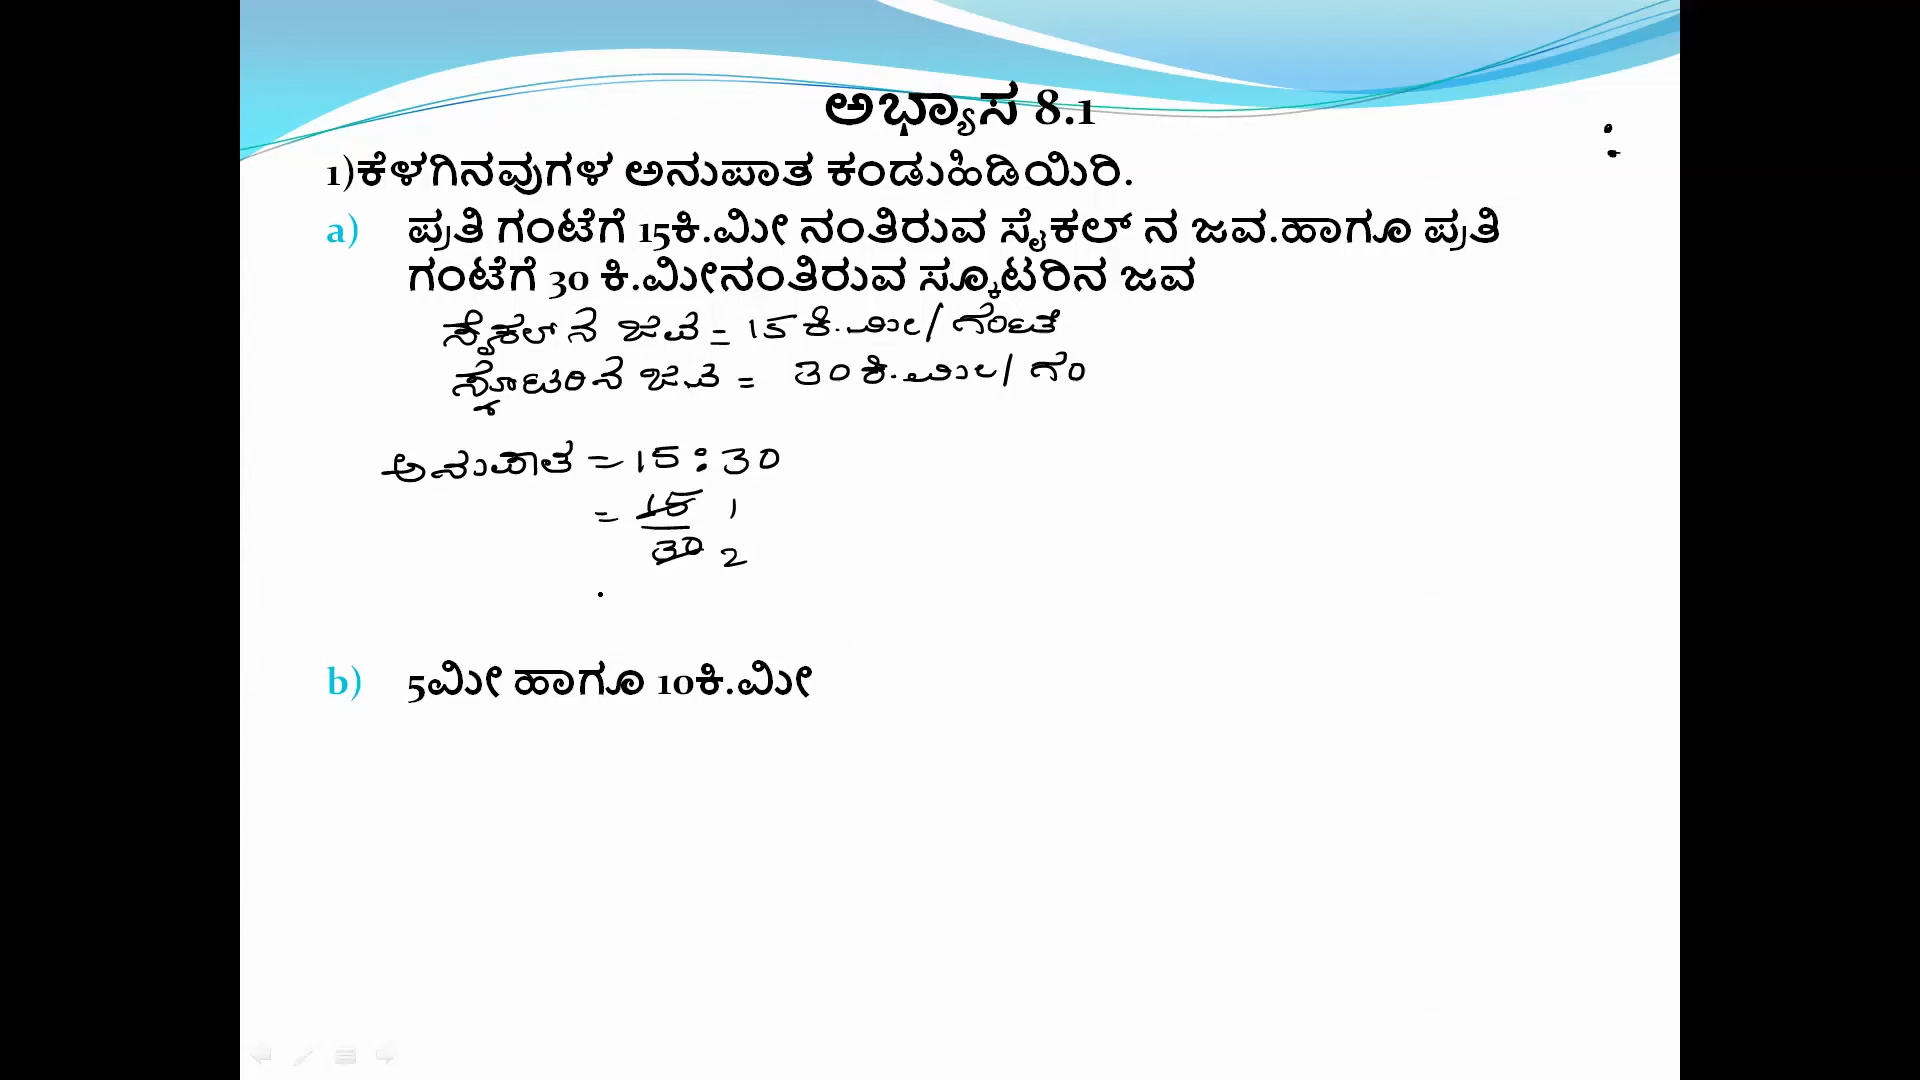 ಅಭ್ಯಾಸ 8.1
1)ಕೆಳಗಿನವುಗಳ ಅನುಪಾತ ಕಂಡುಹಿಡಿಯಿರಿ.
a) ಪ್ರತಿ ಗಂಟೆಗೆ 15ಕಿ.ಮೀ ನಂತಿರುವ ಸೈಕಲ್ ನ ಜವ.ಹಾಗೂ ಪ್ರತಿ
ಗಂಟೆಗೆ 30 ಕಿ.ಮೀನಂತಿರುವ ಸ್ಕೂಟರಿನ ಜವ
ಸೈಕಲ್ ನ ಜವ = 15 ಕಿ.ಮೀ/ ಗಂಟೆ
ಸ್ಕೂಟರಿನ ಜವ = 30 ಕಿ.ಮೀ/ ಗಂ
ಅನುಪಾತ = 15:30
= 15 1
30 2
b) 5ಮೀ ಹಾಗೂ 10ಕಿ.ಮೀ